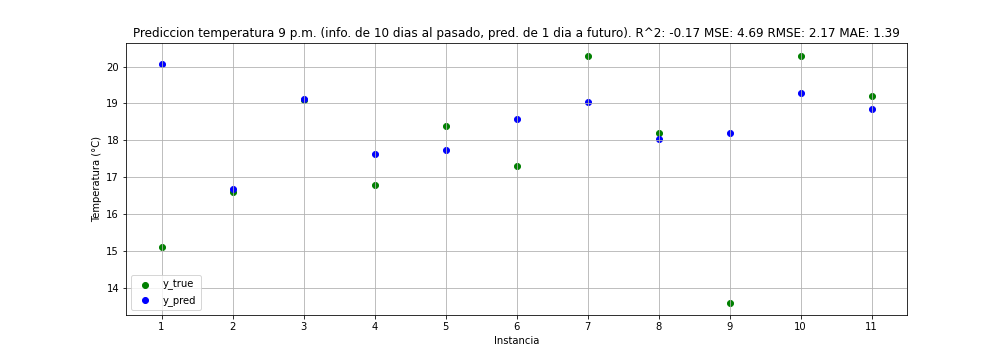 Prediccion temperatura 9 p.m. (info. de 10 dias al pasado, pred. de 1 dia a futuro). R^2: -0.17 MSE: 4.69 RMSE: 2.17 MAE: 1.39
20
19
18
17
16
15
14
Temperatura (°C)
y_true
y_pred
1 2 3 4 5 6 7 8 9 10 11
Instancia